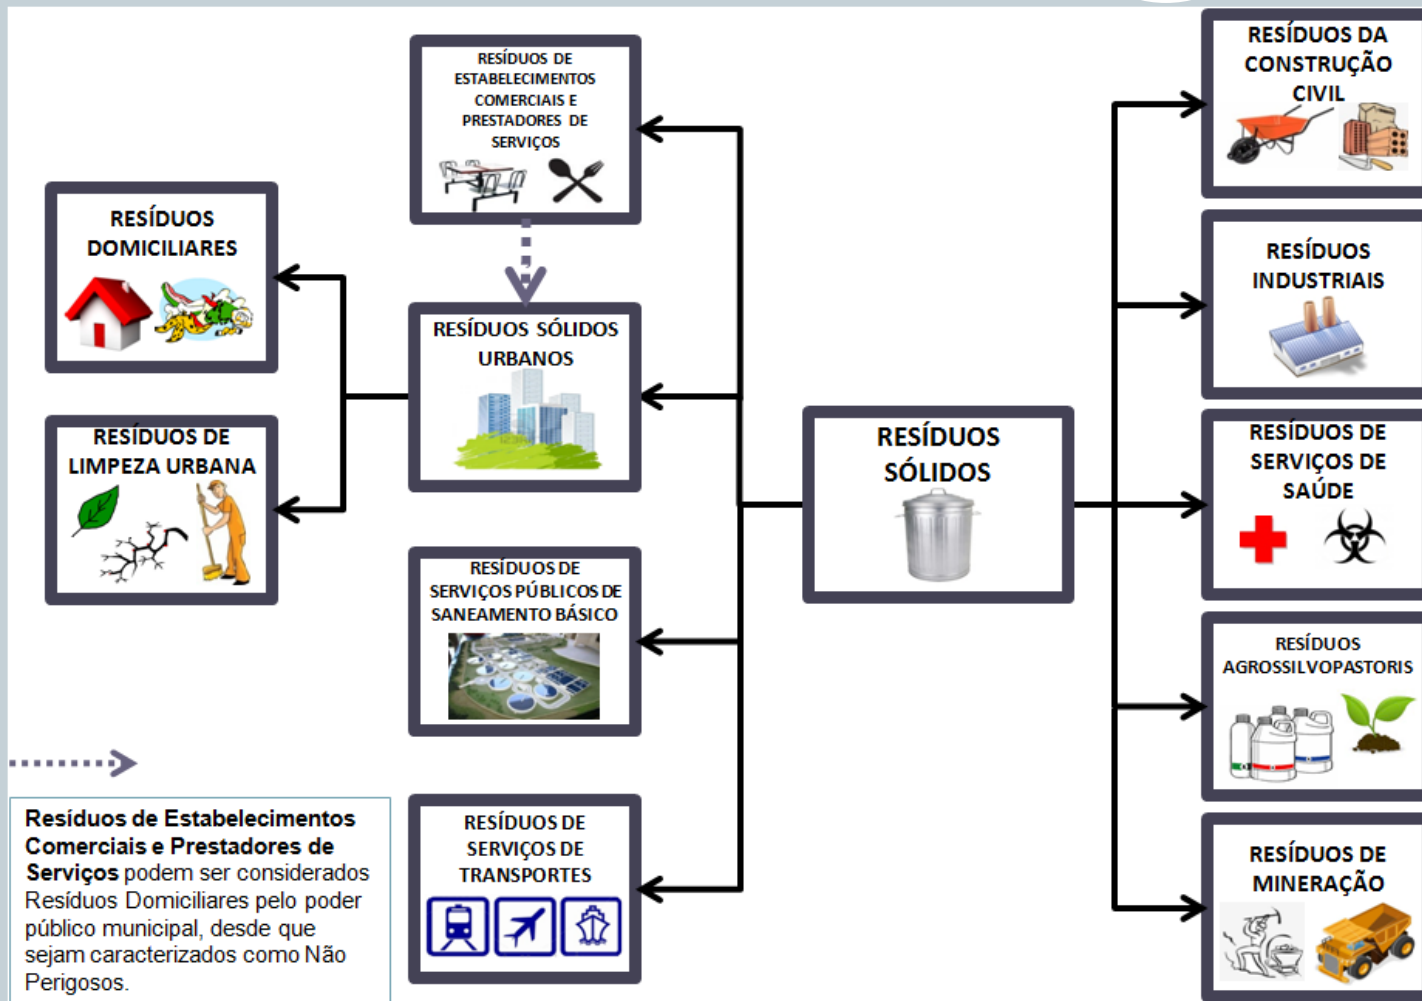 RESÍDUOS DE
ESTABELECIMENTOS
COMERCIAIS E
PRESTADORES DE
SERVIÇOS
RESÍDUOS
DOMICILIARES
RESÍDUOS SÓLIDOS
URBANOS
RESÍDUOS DE
LIMPEZA URBANA
RESÍDUOS DE
SERVIÇOS PÚBLICOS DE
SANEAMENTO BÁSICO
RESÍDUOS DE
SERVIÇOS DE
TRANSPORTES
RESÍDUOS
SÓLIDOS
RESÍDUOS DA
CONSTRUÇÃO
CIVIL
RESÍDUOS
INDUSTRIAIS
RESÍDUOS DE
SERVIÇOS DE
SAÚDE
RESÍDUOS
AGROSSILVOPASTORIS
RESÍDUOS DE
MINERAÇÃO
Resíduos de Estabelecimentos
Comerciais e Prestadores de
Serviços podem ser considerados
Resíduos Domiciliares pelo poder
público municipal, desde que
sejam caracterizados como Não
Perigosos.